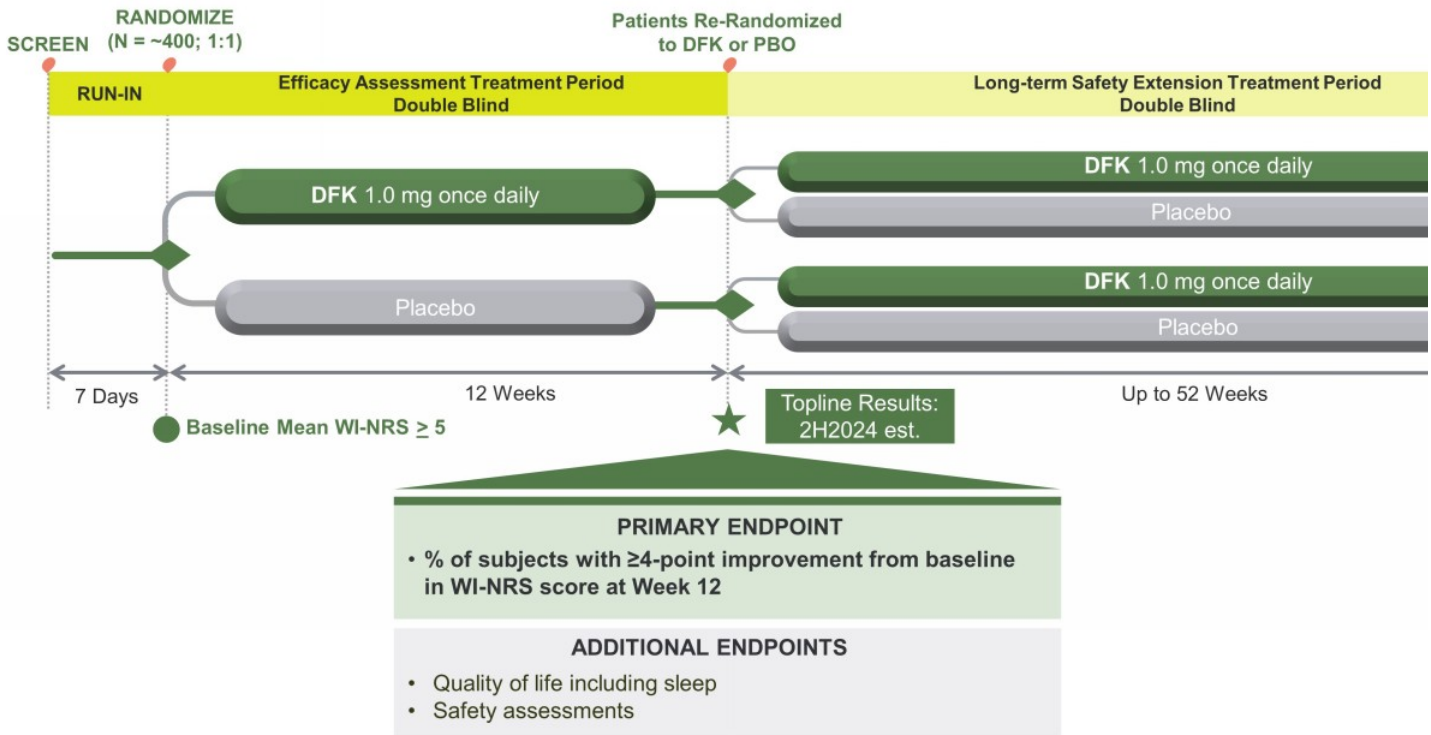 SCREEN
RANDOMIZE
(N = ~400; 1:1)
Patients Re-Randomized
to DFK or PBO
RUN-IN
Efficacy Assessment Treatment Period
Double Blind
Long-term Safety Extension Treatment Period
Double Blind
DFK 1.0 mg once daily
Placebo
DFK 1.0 mg once daily
Placebo
DFK 1.0 mg once daily
Placebo
7 Days
12 Weeks
Up to 52 Weeks
Baseline Mean WI-NRS ≥ 5
Topline Results:
2H2024 est.
PRIMARY ENDPOINT
• % of subjects with ≥4-point improvement from baseline
in WI-NRS score at Week 12
ADDITIONAL ENDPOINTS
• Quality of life including sleep
• Safety assessments